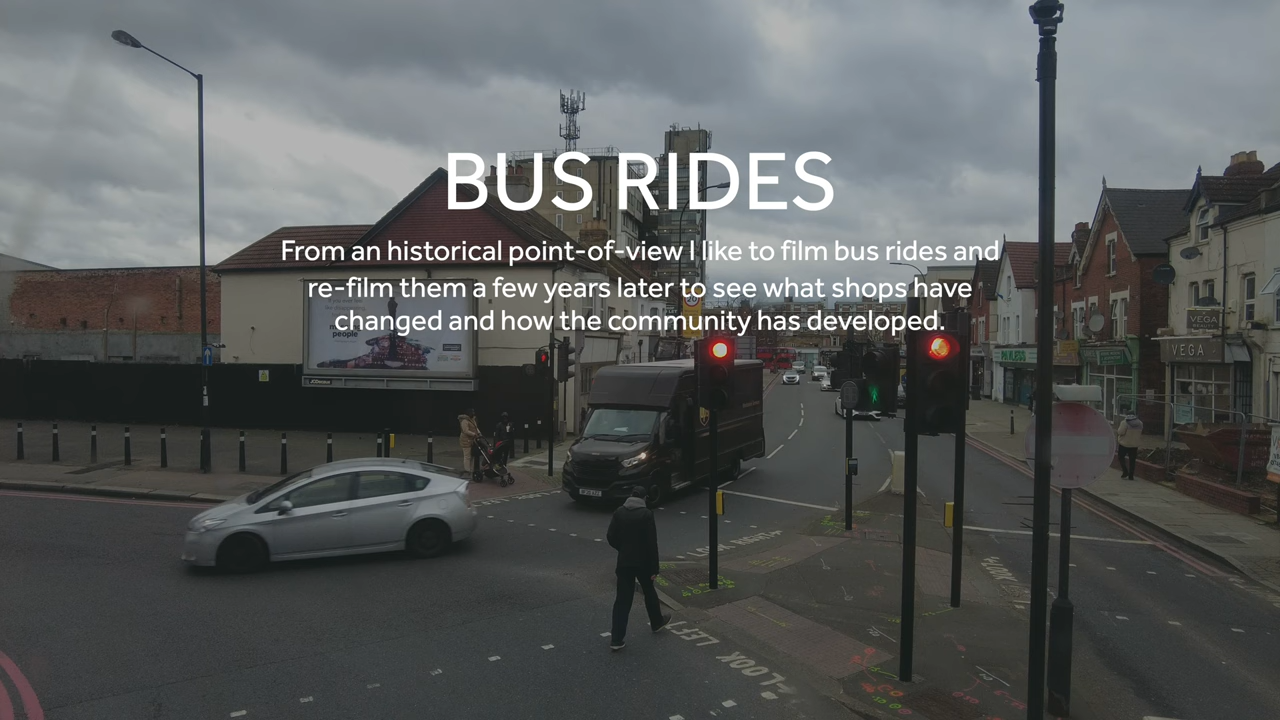 BUS RIDES
From an historical point-of-view I like to film bus rides and
re-film them a few years later to see what shops have
changed and how the community has developed.
people
20
VEGA
VEGA
LOOK RIGHT
LOOK LEFT
LOOK